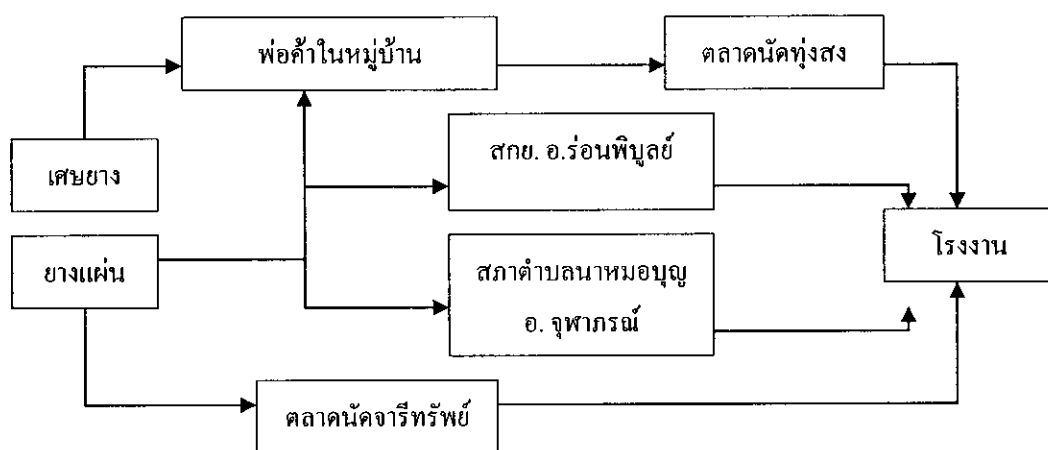 พ่อค้าในหมู่บ้าน
ตลาดนัดทุ่งสง
สกย. อ.ร่อนพิบูลย์
เศษยาง
โรงงาน
ยางแผ่น
สภาตำบลนาหมอบุญ
อ. จุฬาภรณ์
ตลาดนัดจารีทรัพย์